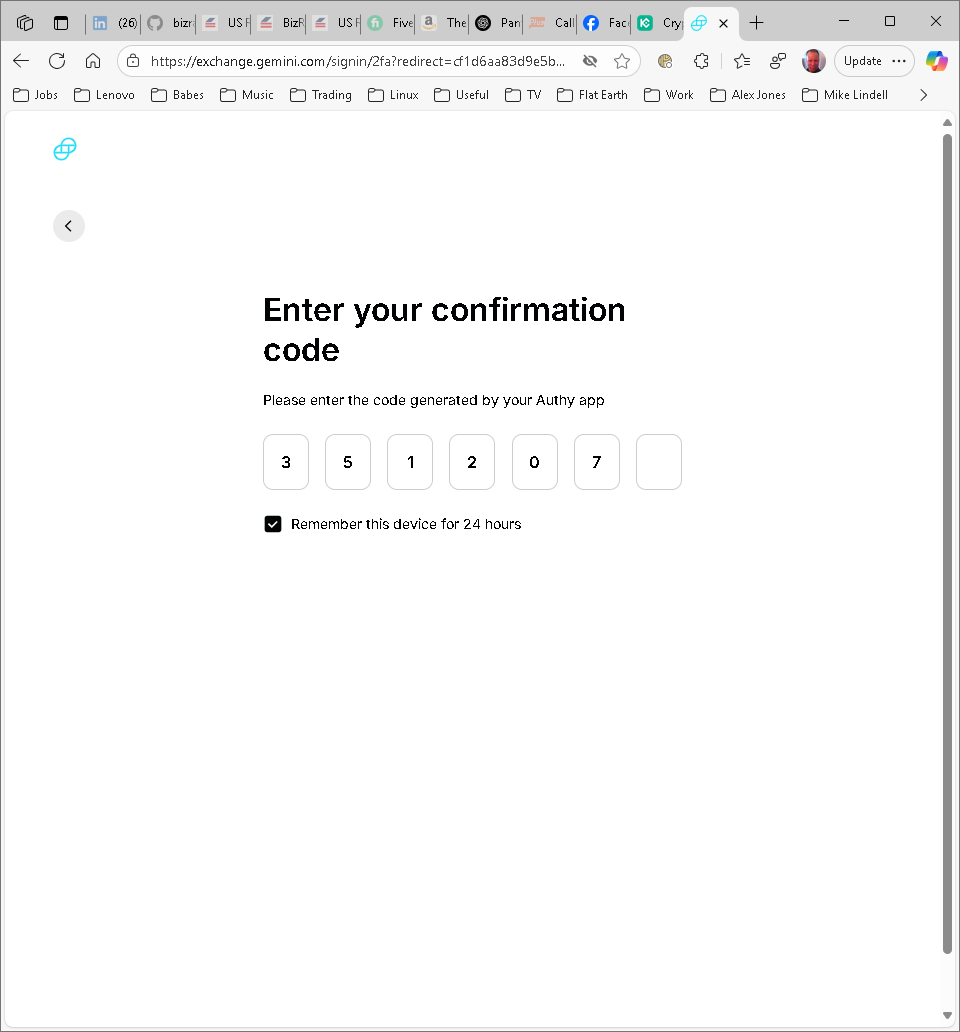 (26)
bizr
US F
BizR
US F
Five
The
Pan
Call
Fac
Cry
https://exchange.gemini.com/signin/2fa?redirect=cf1d6aa83d9e5b...
Update
Jobs Lenovo Babes Music Trading Linux Useful TV Flat Earth Work Alex Jones Mike Lindell
Enter your confirmation
code
Please enter the code generated by your Authy app
3 5 1 2 0 7
Remember this device for 24 hours